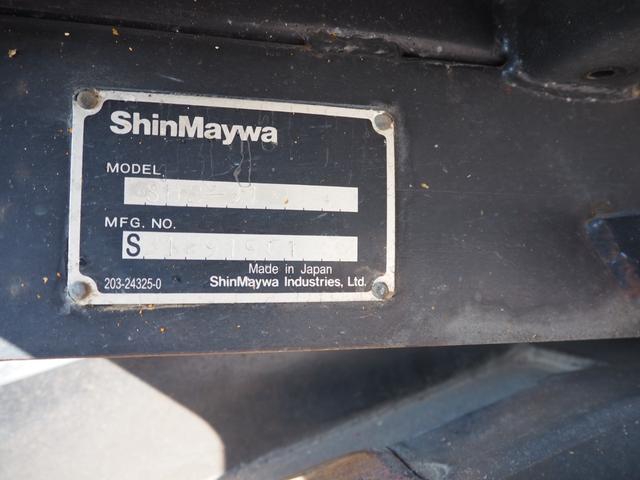 ShinMaywa
MODEL
MFG. NO.
S
Made in Japan
203-24325-0
ShinMaywa Industries, Ltd.